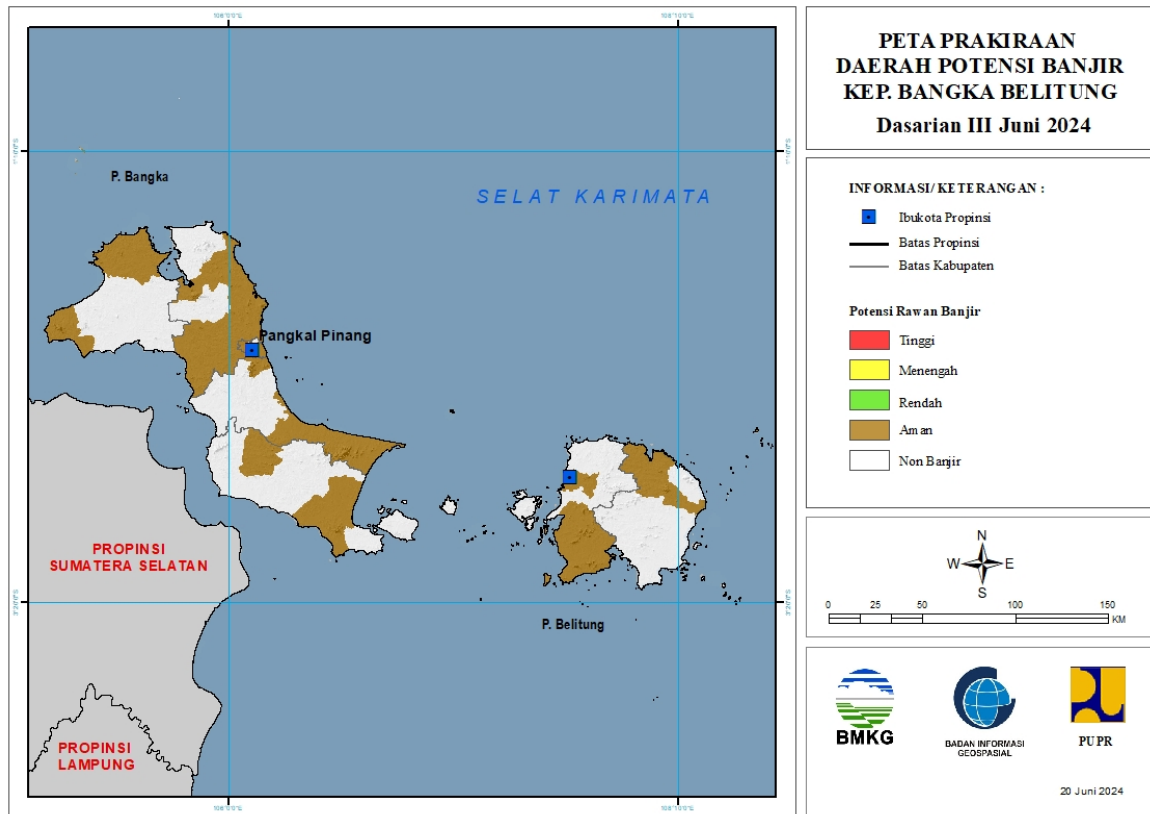 PETA PRAKIRAAN
DAERAH POTENSI BANJIR
KEP. BANGKA BELITUNG
Dasarian III Juni 2024
P. Bangka
SELAT KARIMATA
Pangkal Pinang
PROPINSI
SUMATERA SELATAN
P. Belitung
PROPINSI
LAMPUNG
INFORMASI/ KETERANGAN :
Ibukota Propinsi
Batas Propinsi
Batas Kabupaten
Potensi Rawan Banjir
Tinggi
Menengah
Rendah
Aman
Non Banjir
N
W
E
S
0 25 50 100 150
KM
BMKG
BADAN INFORMASI
GEOSPASIAL
PUPR
20 Juni 2024